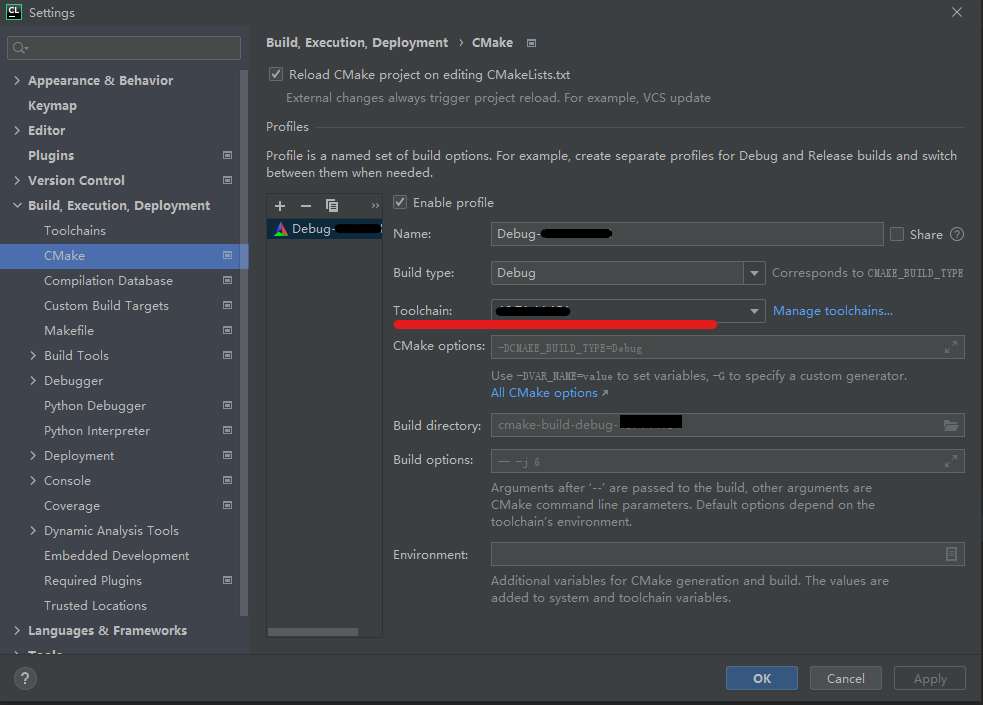 CL Settings
Build, Execution, Deployment › CMake
Reload CMake project on editing CMakeLists.txt
External changes always trigger project reload. For example, VCS update
Profiles
Profile is a named set of build options. For example, create separate profiles for Debug and Release builds and switch
between them when needed.
Appearance & Behavior
Keymap
Editor
Plugins
Version Control
Build, Execution, Deployment
Toolchains
CMake
Compilation Database
Custom Build Targets
Makefile
Build Tools
Debugger
Python Debugger
Python Interpreter
Deployment
Console
Coverage
Dynamic Analysis Tools
Embedded Development
Required Plugins
Trusted Locations
Languages & Frameworks
Tools
+ − »
Debug-
Enable profile
Name: Debug- Share ?
Build type: Debug Corresponds to CMAKE_BUILD_TYPE
Toolchain: Manage toolchains...
CMake options: -DCMAKE_BUILD_TYPE=Debug
Use -DVAR_NAME=value to set variables, -G to specify a custom generator.
All CMake options ↗
Build directory: cmake-build-debug-
Build options: -- -j 6
Arguments after '--' are passed to the build, other arguments are
CMake command line parameters. Default options depend on the
toolchain's environment.
Environment:
Additional variables for CMake generation and build. The values are
added to system and toolchain variables.
? OK Cancel Apply